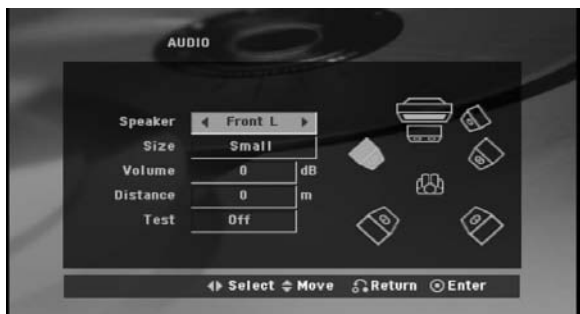 AUDIO
Speaker Front L
Size Small
Volume 0 dB
Distance 0 m
Test Off
Select Move Return Enter